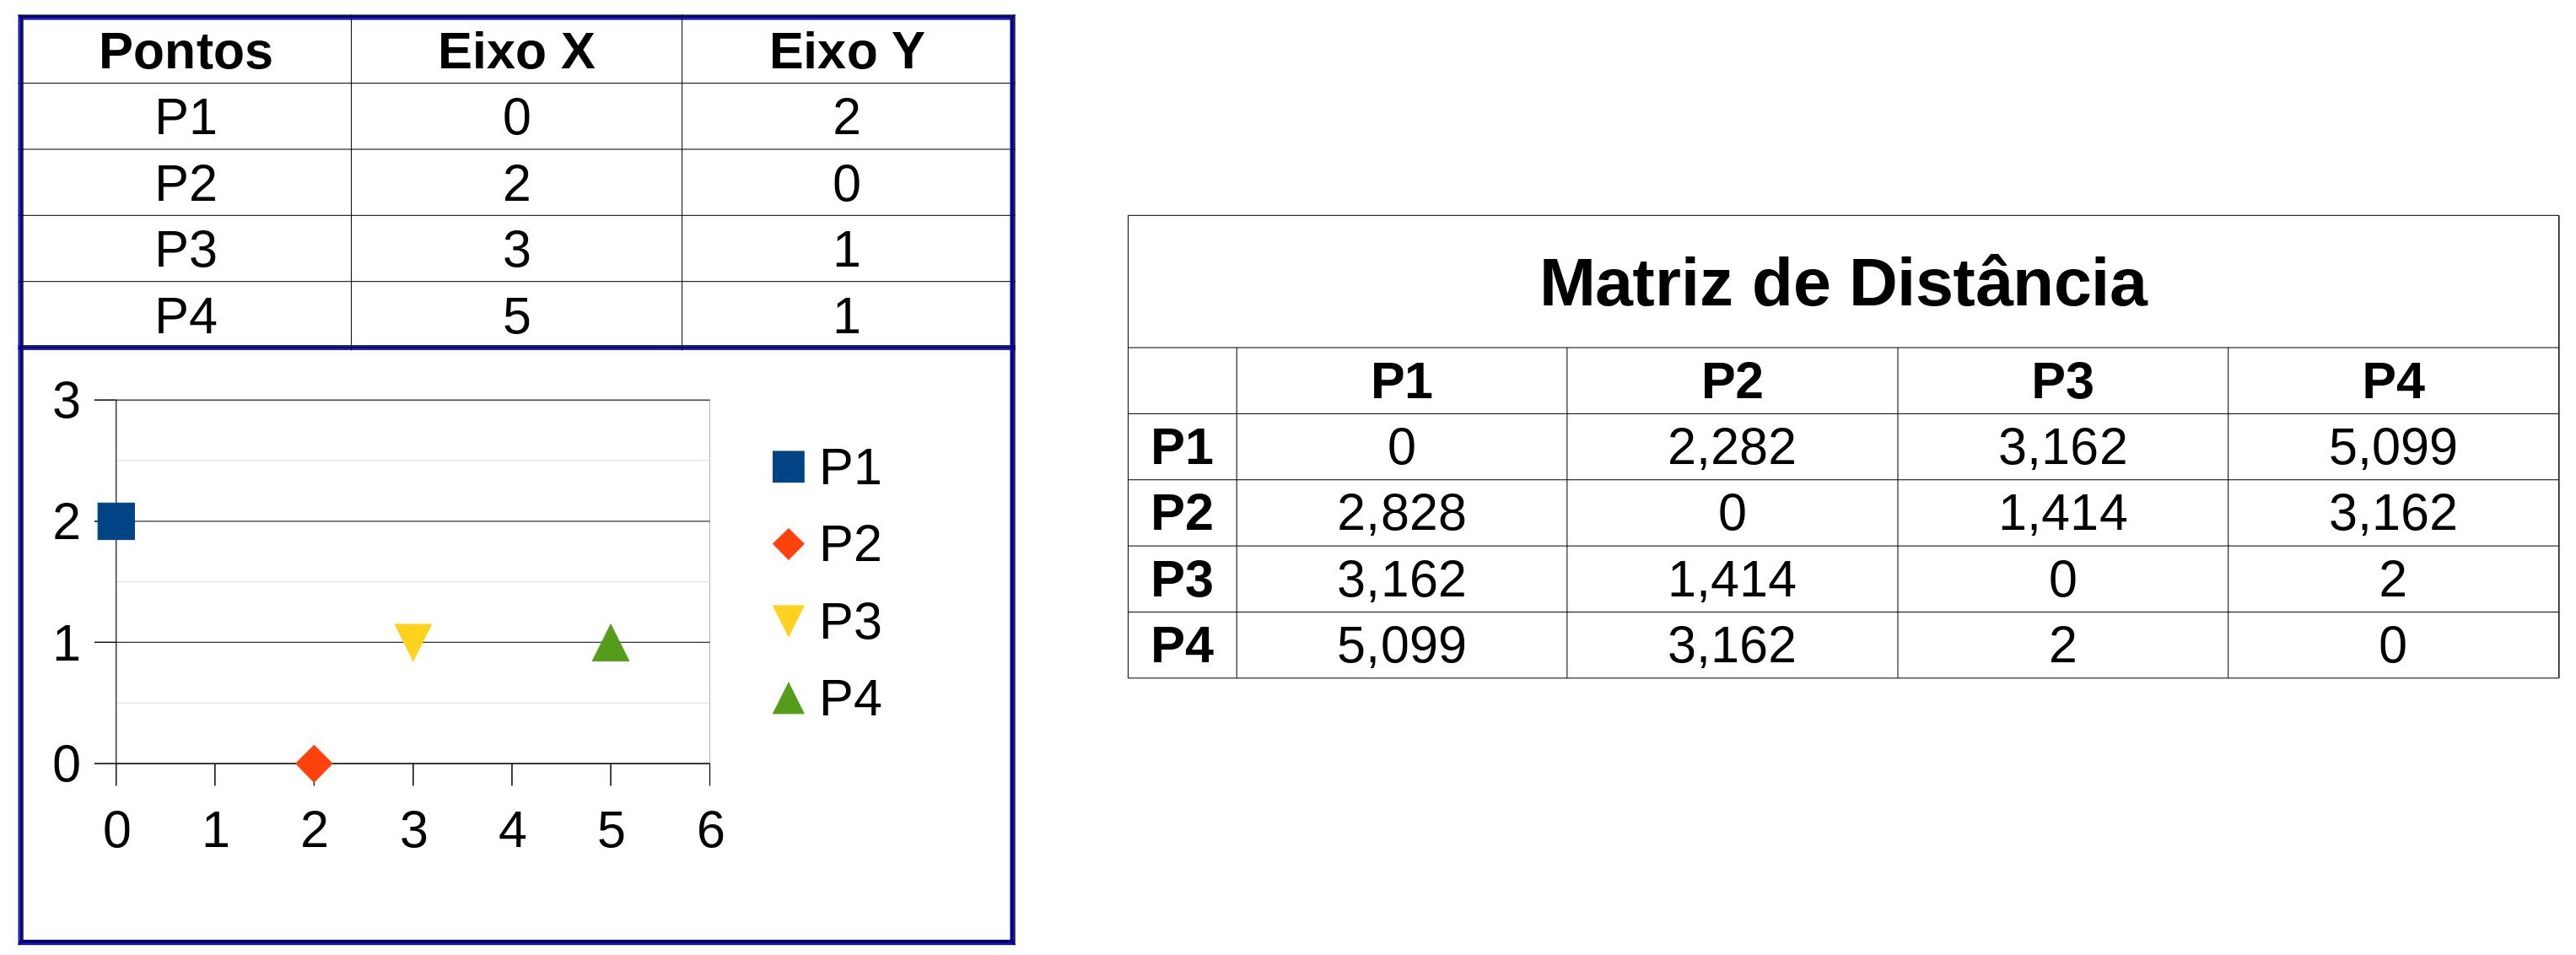 Pontos Eixo X Eixo Y
P1 0 2
P2 2 0
P3 3 1
P4 5 1
3
2
1
0
0 1 2 3 4 5 6
P1
P2
P3
P4
Matriz de Distância
P1 P2 P3 P4
P1 0 2,282 3,162 5,099
P2 2,828 0 1,414 3,162
P3 3,162 1,414 0 2
P4 5,099 3,162 2 0